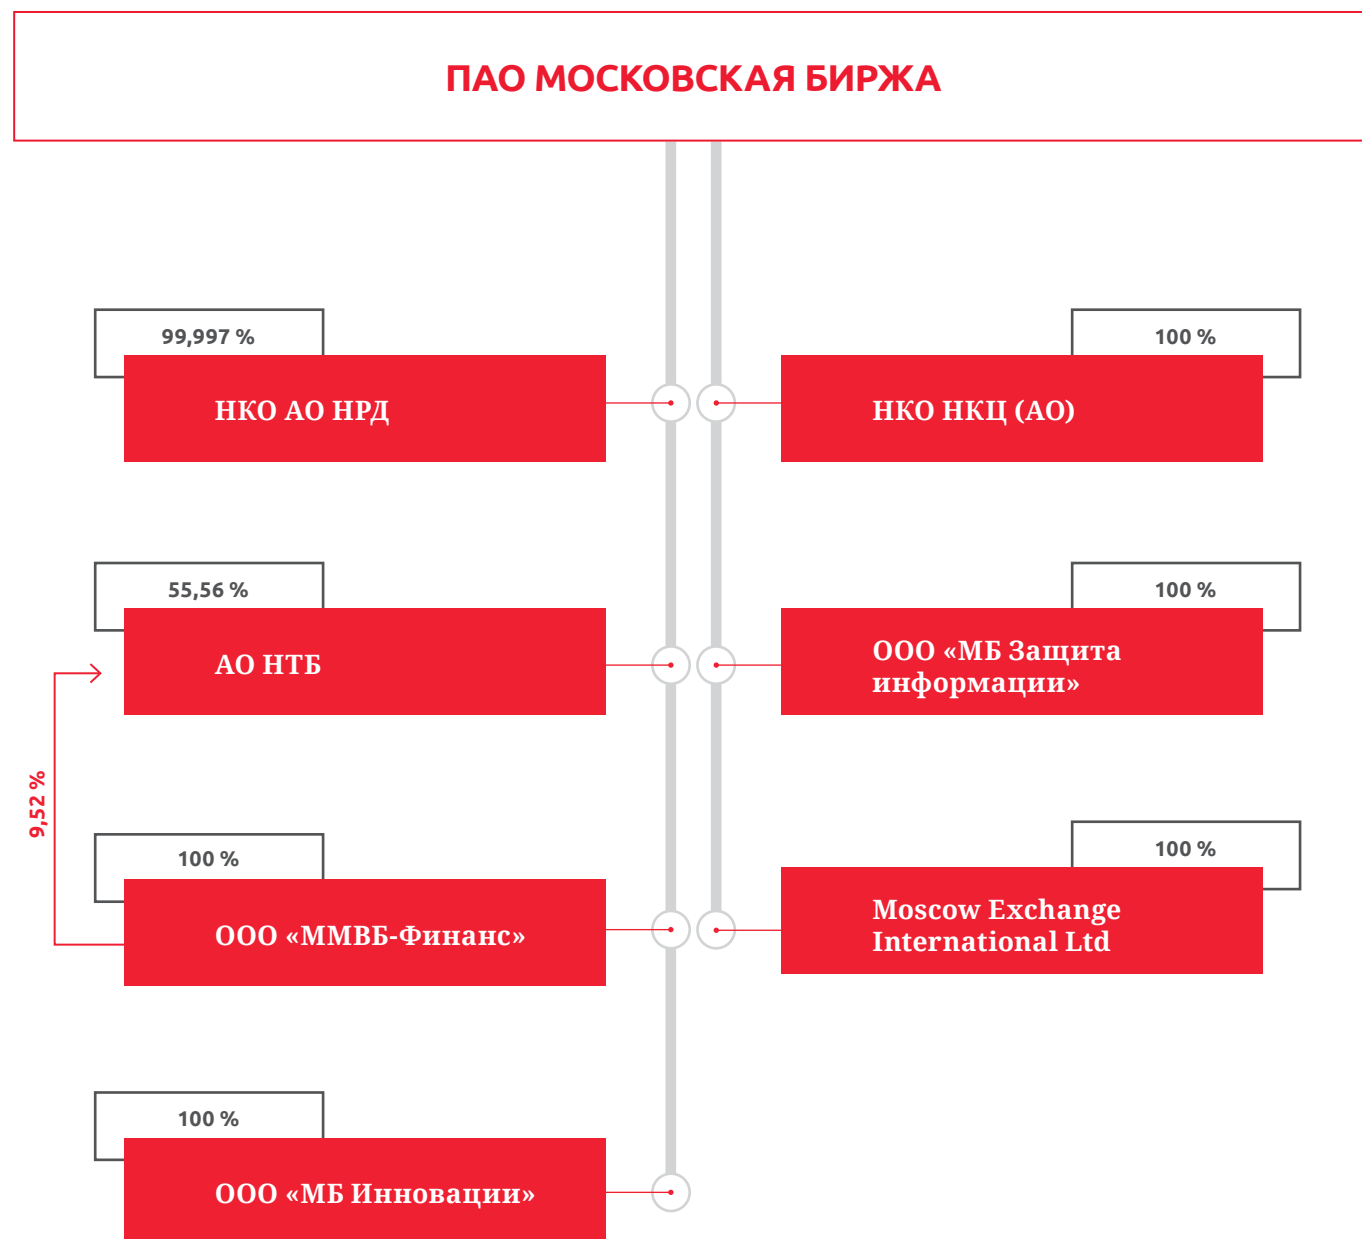 ПАО МОСКОВСКАЯ БИРЖА
99,997 %
НКО АО НРД
100 %
НКО НКЦ (АО)
55,56 %
АО НТБ
100 %
ООО «МБ Защита
информации»
9,52 %
100 %
ООО «ММВБ-Финанс»
100 %
Moscow Exchange
International Ltd
100 %
ООО «МБ Инновации»